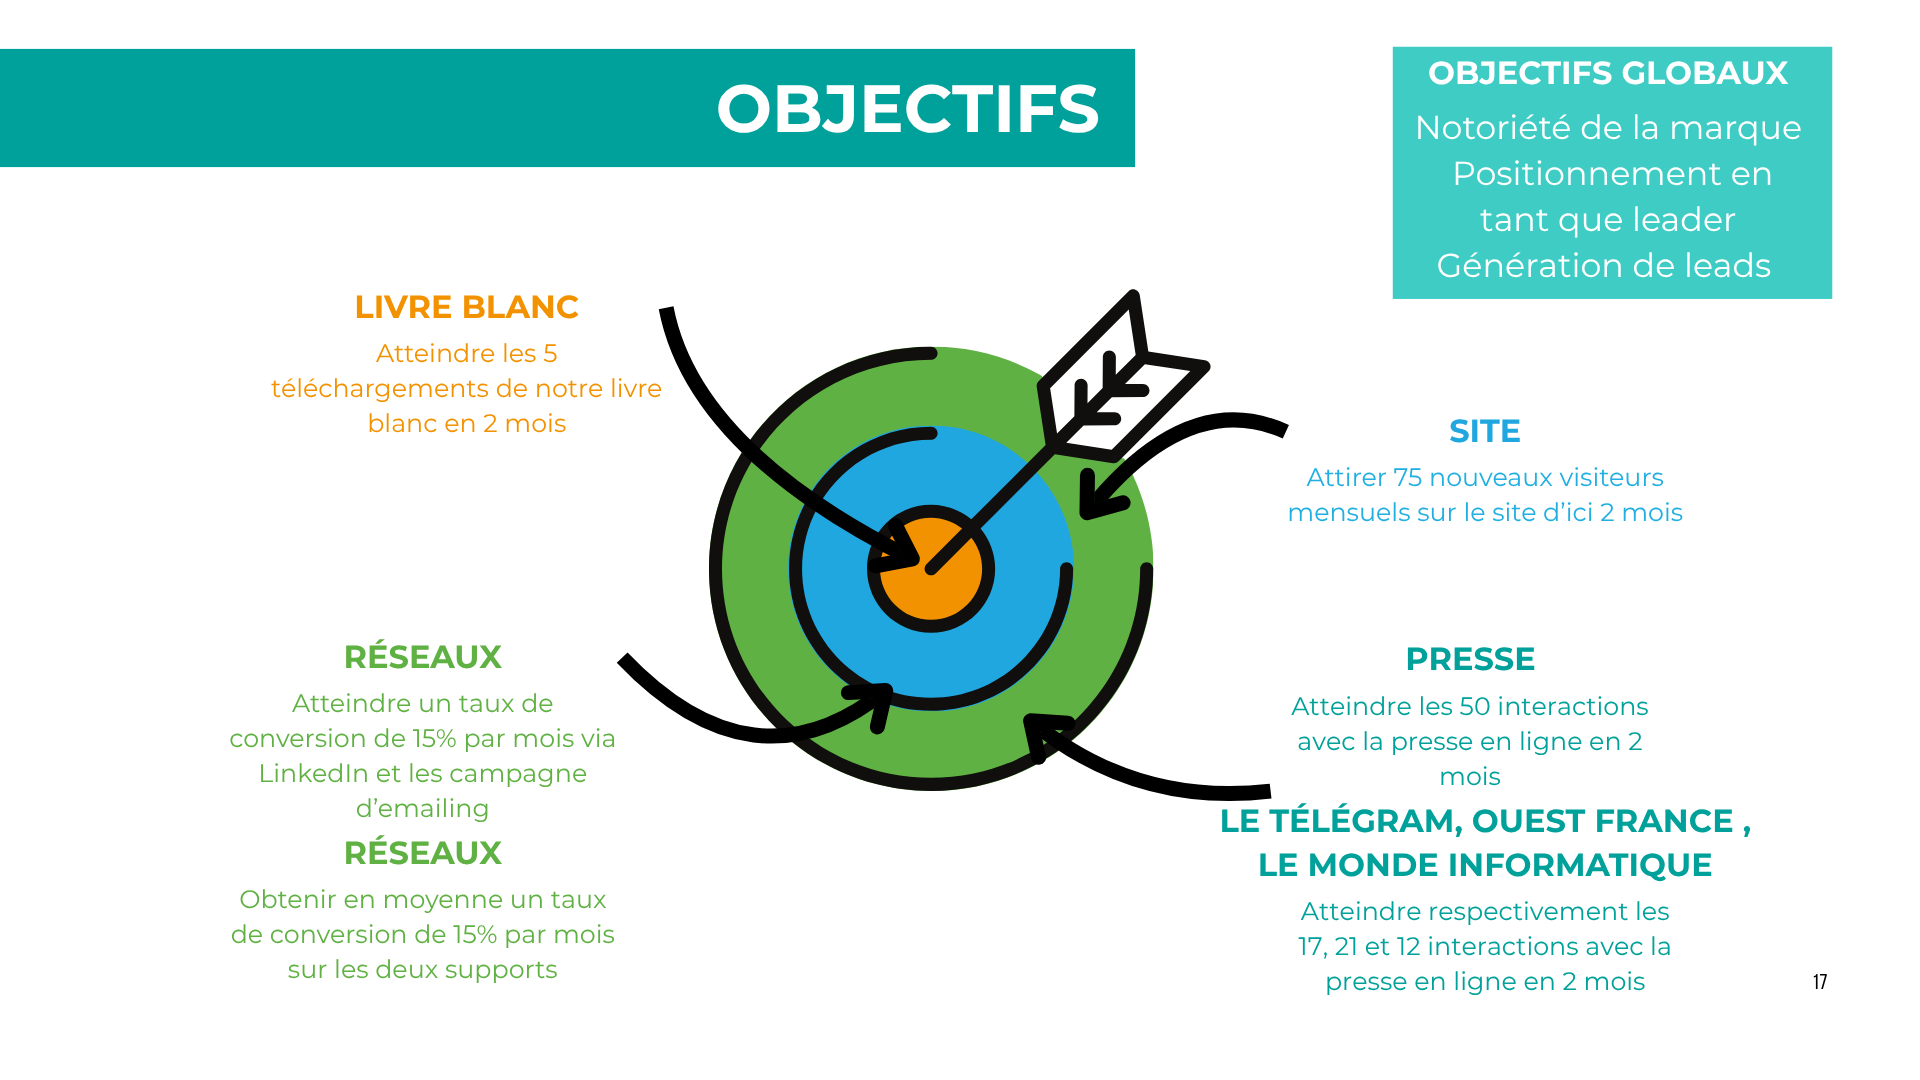 OBJECTIFS
OBJECTIFS GLOBAUX
Notoriété de la marque
Positionnement en
tant que leader
Génération de leads
LIVRE BLANC
Atteindre les 5
téléchargements de notre livre
blanc en 2 mois
SITE
Attirer 75 nouveaux visiteurs
mensuels sur le site d’ici 2 mois
RÉSEAUX
Atteindre un taux de
conversion de 15% par mois via
LinkedIn et les campagne
d’emailing
RÉSEAUX
Obtenir en moyenne un taux
de conversion de 15% par mois
sur les deux supports
PRESSE
Atteindre les 50 interactions
avec la presse en ligne en 2
mois
LE TÉLÉGRAM, OUEST FRANCE ,
LE MONDE INFORMATIQUE
Atteindre respectivement les
17, 21 et 12 interactions avec la
presse en ligne en 2 mois
17